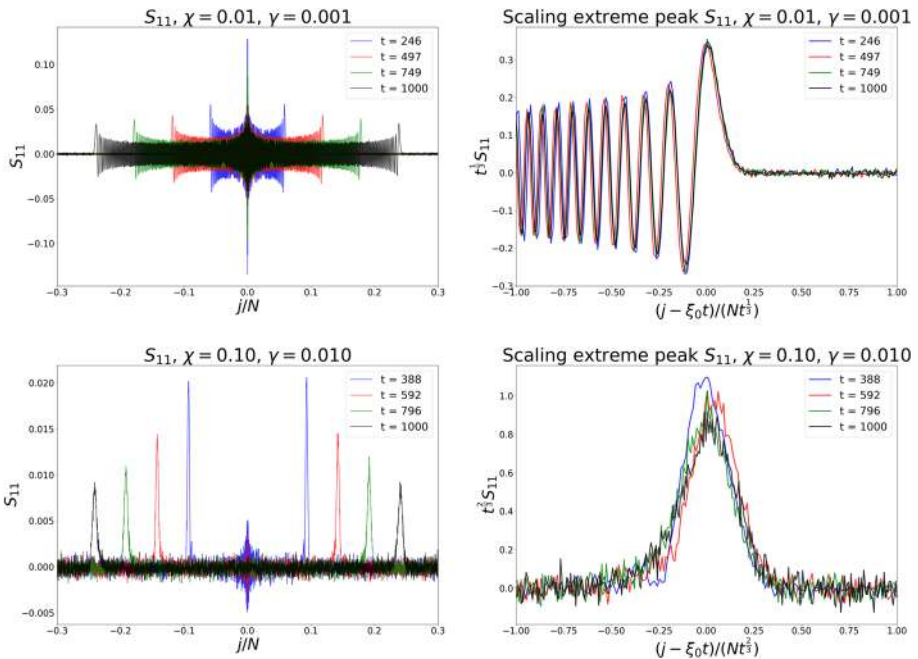 S₁₁, χ = 0.01, γ = 0.001
0.10
0.05
0.00
−0.05
−0.10
S₁₁
−0.3 −0.2 −0.1 0.0 0.1 0.2 0.3
j/N
t = 246
t = 497
t = 749
t = 1000
Scaling extreme peak S₁₁, χ = 0.01, γ = 0.001
0.3
0.2
0.1
0.0
−0.1
−0.2
−0.3
t^{1/3}S₁₁
−1.00 −0.75 −0.50 −0.25 0.00 0.25 0.50 0.75 1.00
(j − ξ₀t)/(Nt^{1/3})
t = 246
t = 497
t = 749
t = 1000
S₁₁, χ = 0.10, γ = 0.010
0.020
0.015
0.010
0.005
0.000
−0.005
S₁₁
−0.3 −0.2 −0.1 0.0 0.1 0.2 0.3
j/N
t = 388
t = 592
t = 796
t = 1000
Scaling extreme peak S₁₁, χ = 0.10, γ = 0.010
1.0
0.8
0.6
0.4
0.2
0.0
t^{2/3}S₁₁
−1.00 −0.75 −0.50 −0.25 0.00 0.25 0.50 0.75 1.00
(j − ξ₀t)/(Nt^{2/3})
t = 388
t = 592
t = 796
t = 1000